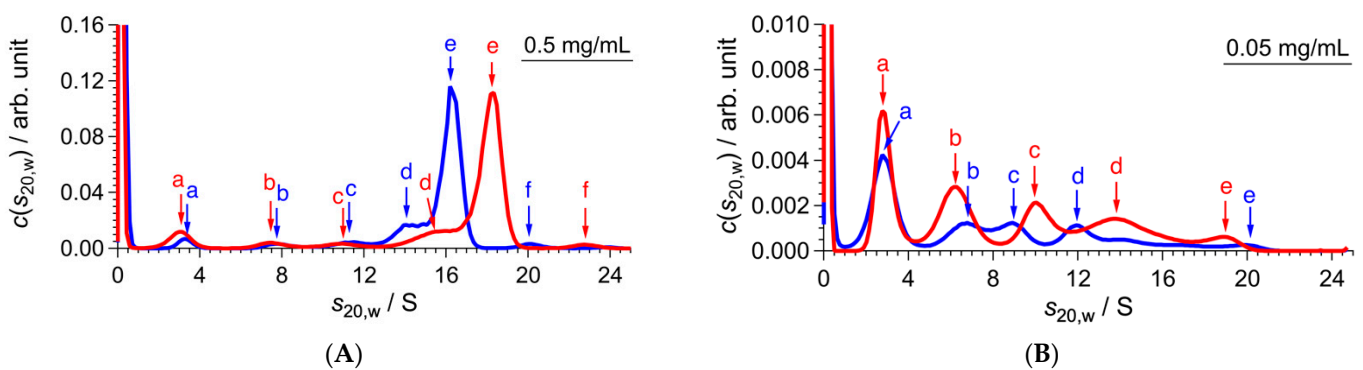 0.5 mg/mL
c(s20,w) / arb. unit
0.16
0.12
0.08
0.04
0.00
a
a
b
b
c
c
d
d
e
e
f
f
0 4 8 12 16 20 24
s20,w / S
(A)
0.05 mg/mL
c(s20,w) / arb. unit
0.010
0.008
0.006
0.004
0.002
0.000
a
a
b
b
c
c
d
d
e
e
0 4 8 12 16 20 24
s20,w / S
(B)